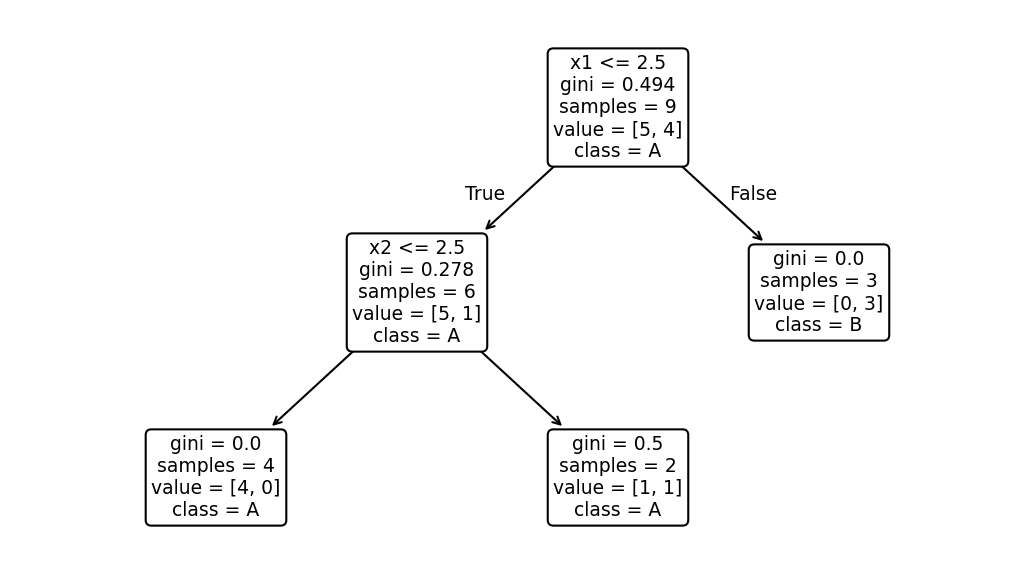 x1 <= 2.5
gini = 0.494
samples = 9
value = [5, 4]
class = A
True
False
x2 <= 2.5
gini = 0.278
samples = 6
value = [5, 1]
class = A
gini = 0.0
samples = 3
value = [0, 3]
class = B
gini = 0.0
samples = 4
value = [4, 0]
class = A
gini = 0.5
samples = 2
value = [1, 1]
class = A